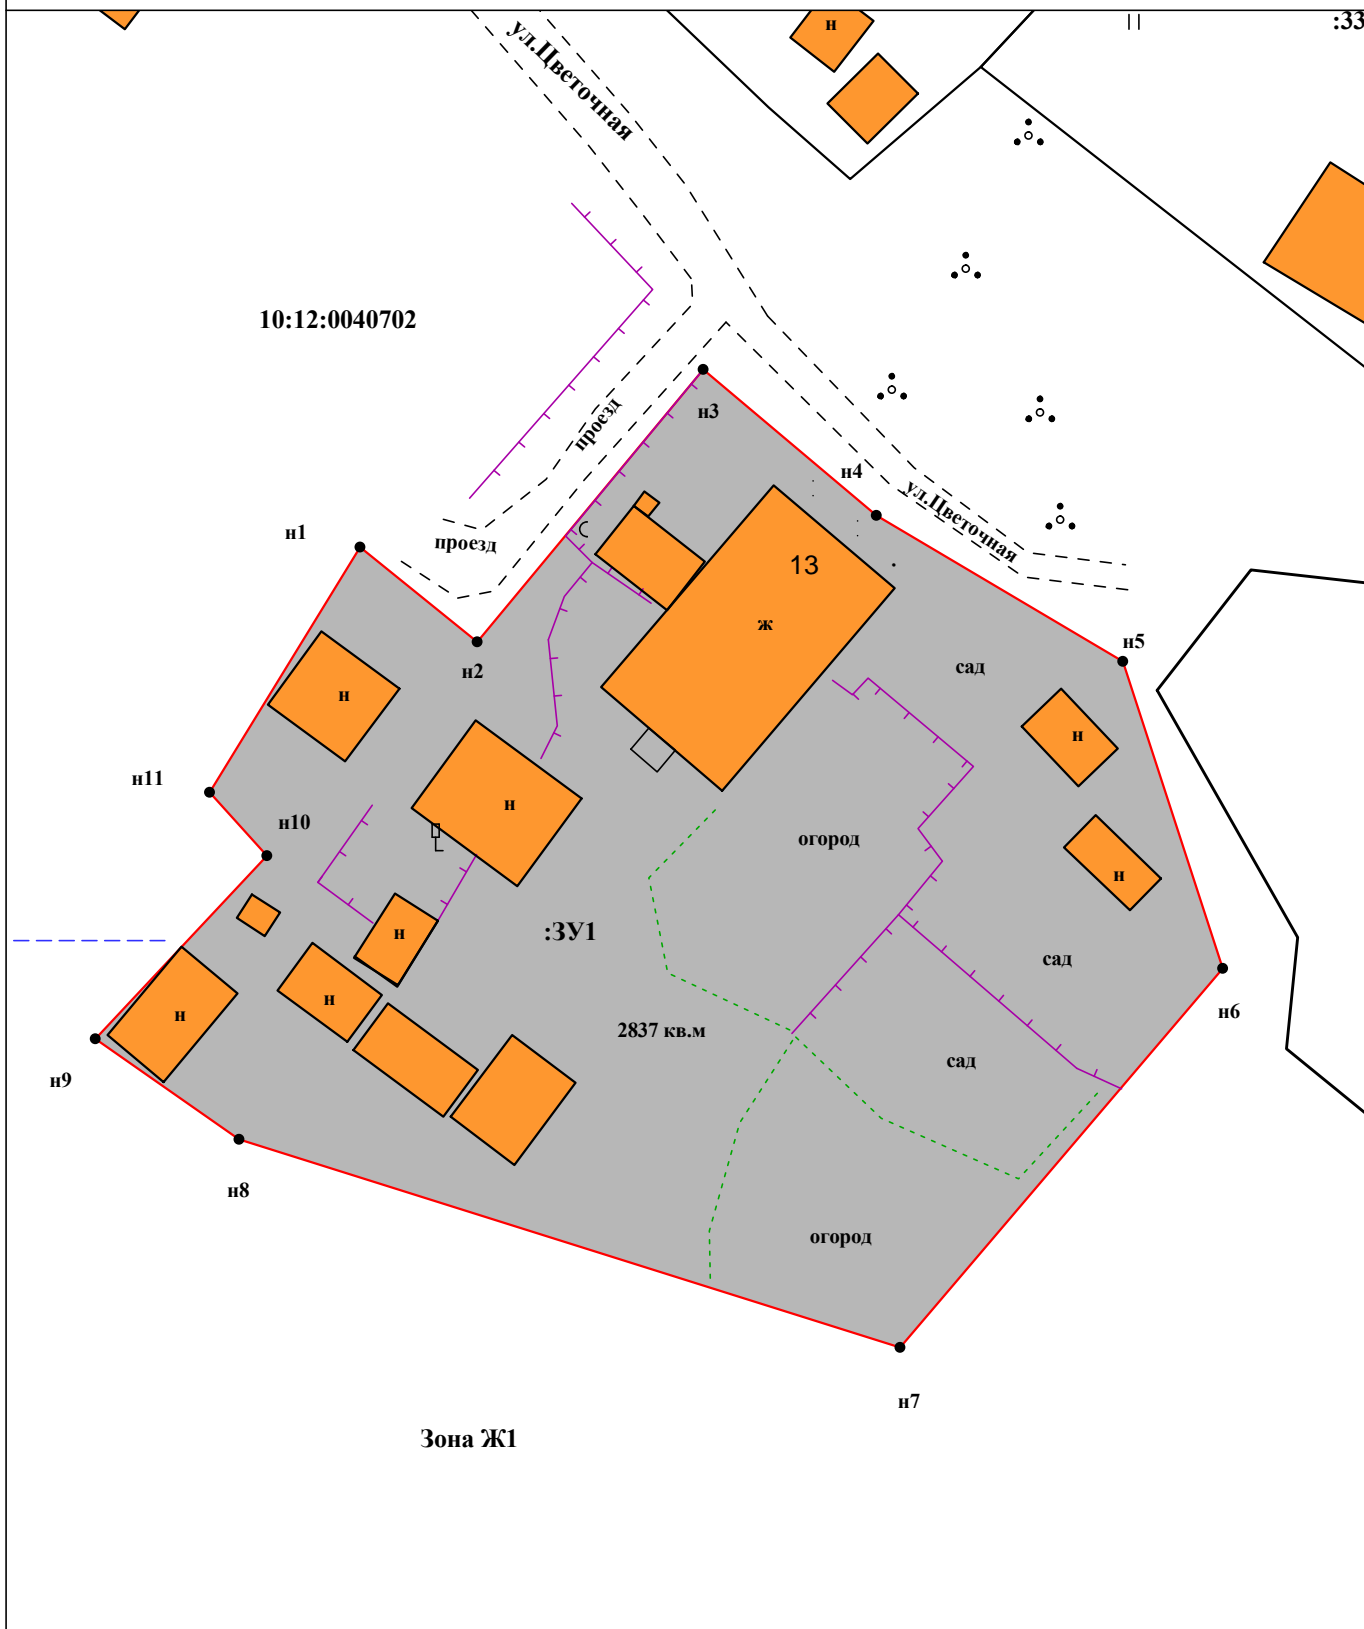 н
:33
ул.Цветочная
10:12:0040702
проезд
н3
н4
ул.Цветочная
н1
проезд
13
ж
н2
н5
сад
н
н
н11
н
н10
огород
н
н
:ЗУ1
сад
н
н
н6
2837 кв.м
сад
н9
н8
огород
н7
Зона Ж1